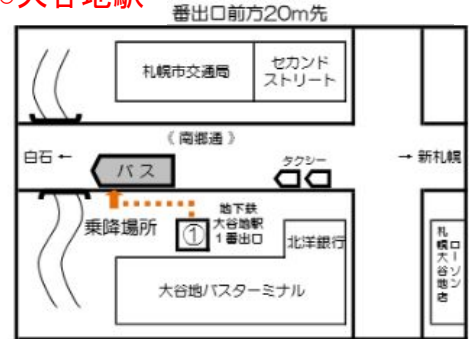 ○大谷地駅
番出口前方20m先
札幌市交通局
セカンド
ストリート
《 南郷通 》
白石 ←
バス
タクシー
→ 新札幌
乗降場所
①
地下鉄
大谷地駅
1番出口
北洋銀行
大谷地バスターミナル
ローソン
札幌大谷地店